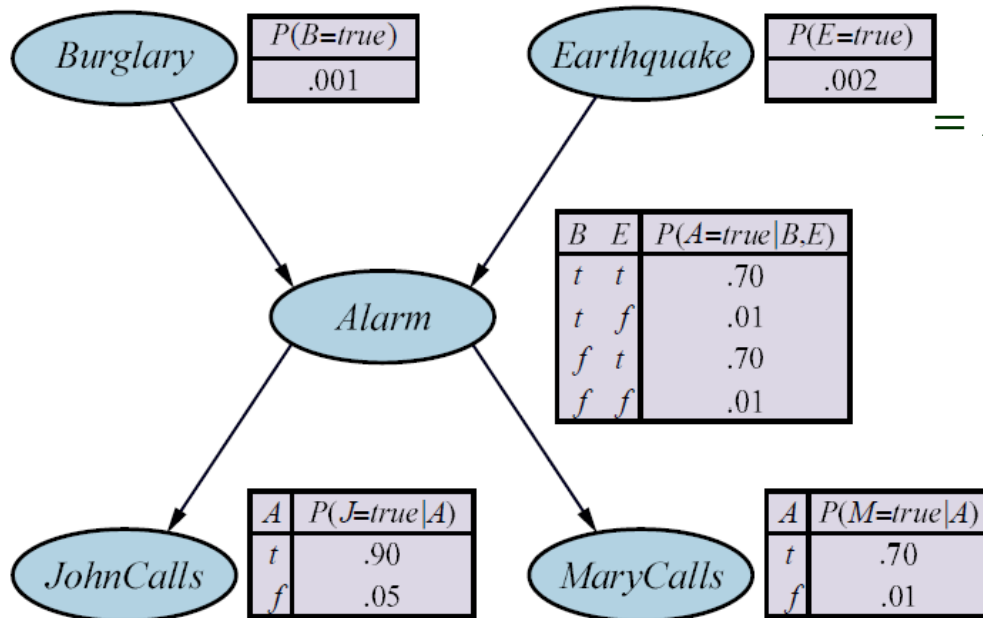 Burglary
P(B=true)
.001
Earthquake
P(E=true)
.002
=
B E P(A=true|B,E)
t t .70
t f .01
f t .70
f f .01
Alarm
A P(J=true|A)
t .90
f .05
JohnCalls
A P(M=true|A)
t .70
f .01
MaryCalls